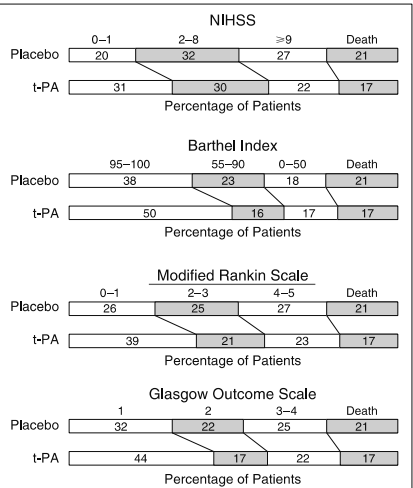 NIHSS
0–1 2–8 ≥9 Death
Placebo 20 32 27 21
t-PA 31 30 22 17
Percentage of Patients
Barthel Index
95–100 55–90 0–50 Death
Placebo 38 23 18 21
t-PA 50 16 17 17
Percentage of Patients
Modified Rankin Scale
0–1 2–3 4–5 Death
Placebo 26 25 27 21
t-PA 39 21 23 17
Percentage of Patients
Glasgow Outcome Scale
1 2 3–4 Death
Placebo 32 22 25 21
t-PA 44 17 22 17
Percentage of Patients